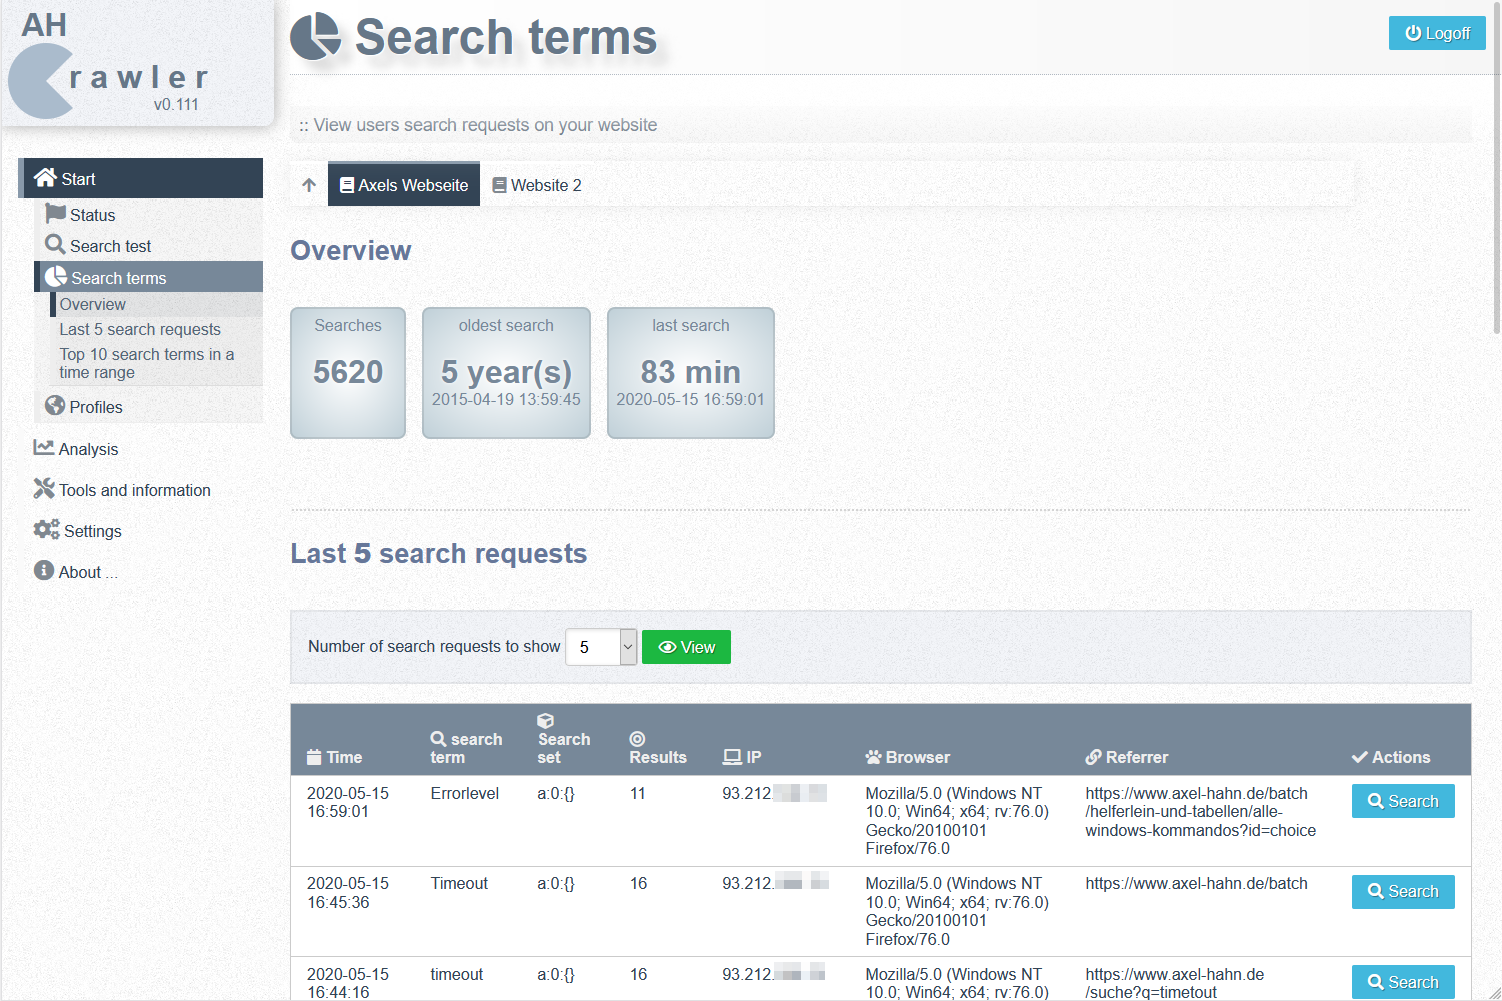 AH
rawler
v0.111
Start
Status
Search test
Search terms
Overview
Last 5 search requests
Top 10 search terms in a
time range
Profiles
Analysis
Tools and information
Settings
About ...
Search terms
Logoff
:: View users search requests on your website
Axels Webseite
Website 2
Overview
Searches
5620
oldest search
5 year(s)
2015-04-19 13:59:45
last search
83 min
2020-05-15 16:59:01
Last 5 search requests
Number of search requests to show 5 View
Time
search
term
Search
set
Results
IP
Browser
Referrer
Actions
2020-05-15
16:59:01
Errorlevel
a:0:{}
11
93.212.
Mozilla/5.0 (Windows NT
10.0; Win64; x64; rv:76.0)
Gecko/20100101
Firefox/76.0
https://www.axel-hahn.de/batch
/helferlein-und-tabellen/alle-
windows-kommandos?id=choice
Search
2020-05-15
16:45:36
Timeout
a:0:{}
16
93.212.
Mozilla/5.0 (Windows NT
10.0; Win64; x64; rv:76.0)
Gecko/20100101
Firefox/76.0
https://www.axel-hahn.de/batch
Search
2020-05-15
16:44:16
timeout
a:0:{}
16
93.212.
Mozilla/5.0 (Windows NT
10.0; Win64; x64; rv:76.0)
https://www.axel-hahn.de
/suche?q=timetout
Search